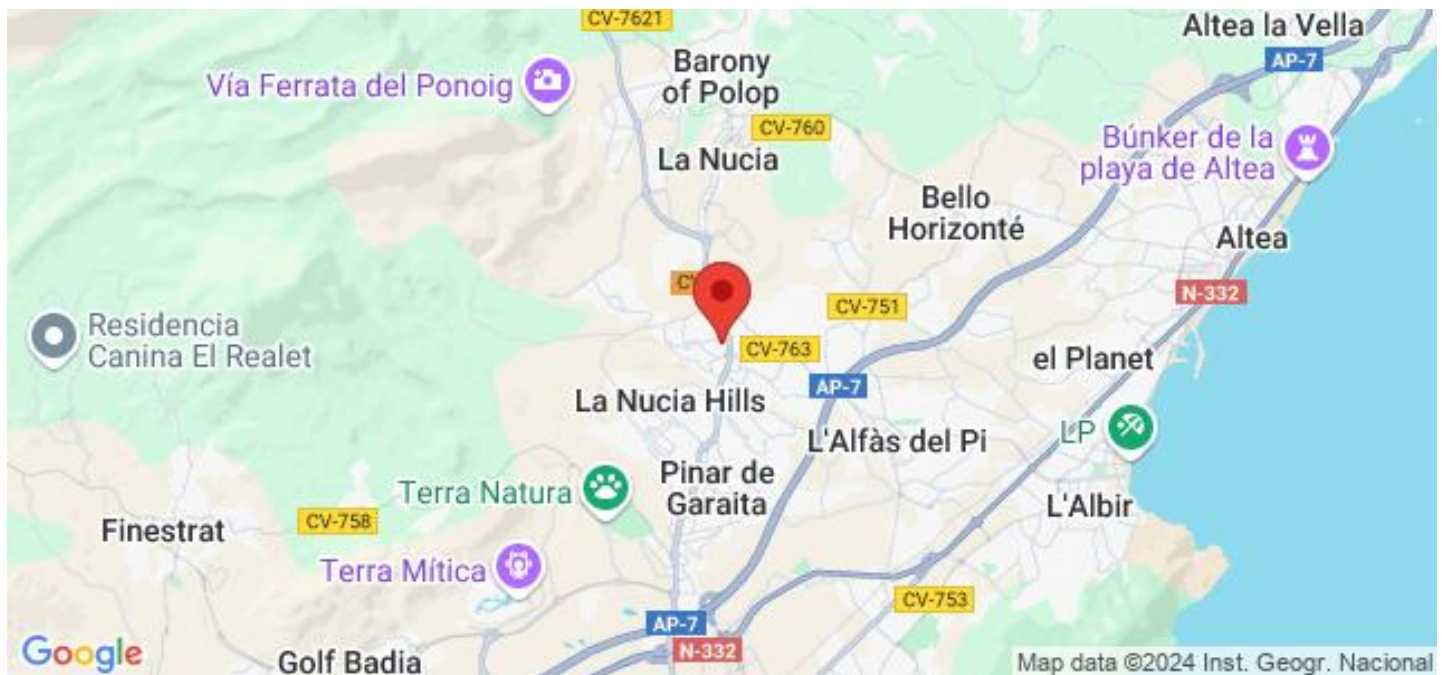 CV-7621
Altea la Vella
AP-7
Barony
of Polop
Vía Ferrata del Ponoig
CV-760
Búnker de la
playa de Altea
La Nucia
Bello
Horizonté
Altea
N-332
CV-751
Residencia
Canina El Realet
CV-763
el Planet
AP-7
La Nucia Hills
LP
L'Alfàs del Pi
Pinar de
Garaita
Terra Natura
L'Albir
Finestrat
CV-758
Terra Mítica
CV-753
AP-7
N-332
Google
Golf Badia
Map data ©2024 Inst. Geogr. Nacional